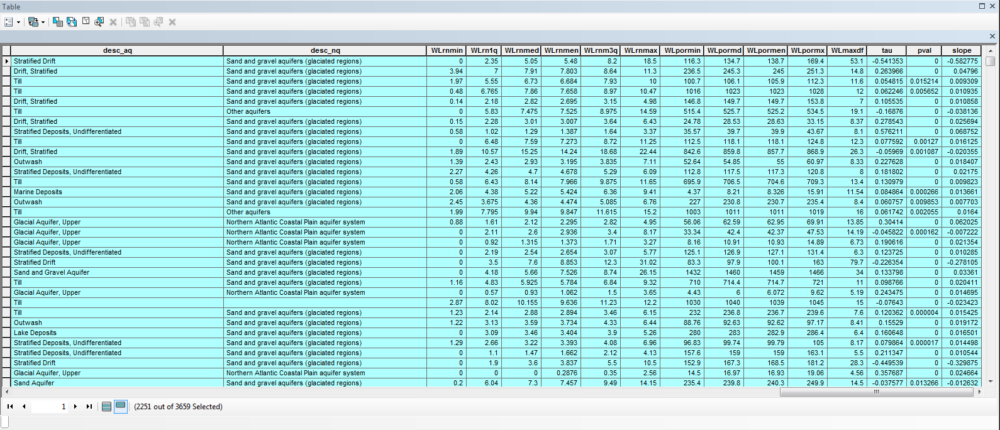 Table
desc_aq desc_nq WLrnmin WLrn1q WLrnmed WLrnmen WLrnm3q WLrnmax WLpormin WLpormd WLpormen WLpormx WLmaxdf tau pval slope
Stratified Drift Sand and gravel aquifers (glaciated regions) 0 2.35 5.05 5.48 8.2 18.5 116.3 134.7 138.7 169.4 53.1 -0.541353 0 -0.582775
Drift, Stratified Sand and gravel aquifers (glaciated regions) 3.94 7 7.91 7.803 8.64 11.3 236.5 245.3 245 251.3 14.8 0.263966 0 0.04796
Till Sand and gravel aquifers (glaciated regions) 1.97 5.55 6.73 6.684 7.93 10 100.7 106.1 105.9 112.3 11.6 0.054815 0.015214 0.009309
Till Sand and gravel aquifers (glaciated regions) 0.48 6.765 7.86 7.658 8.97 10.47 1016 1023 1023 1028 12 0.062246 0.005652 0.010935
Drift, Stratified Sand and gravel aquifers (glaciated regions) 0.14 2.18 2.82 2.695 3.15 4.98 146.8 149.7 149.7 153.8 7 0.105535 0 0.010858
Till Other aquifers 0 5.83 7.475 7.525 8.975 14.59 515.4 525.7 525.2 534.5 19.1 -0.16876 0 -0.038136
Drift, Stratified Sand and gravel aquifers (glaciated regions) 0.15 2.28 3.01 3.007 3.64 6.43 24.78 28.53 28.63 33.15 8.37 0.278543 0 0.025694
Stratified Deposits, Undifferentiated Sand and gravel aquifers (glaciated regions) 0.58 1.02 1.29 1.387 1.64 3.37 35.57 39.7 39.9 43.67 8.1 0.576211 0 0.068752
Till Sand and gravel aquifers (glaciated regions) 0 6.48 7.59 7.273 8.72 11.25 112.5 118.1 118.1 124.8 12.3 0.077592 0.00127 0.016125
Drift, Stratified Sand and gravel aquifers (glaciated regions) 1.89 10.57 15.25 14.24 18.68 22.44 842.6 859.8 857.7 868.9 26.3 -0.05969 0.001087 -0.020355
Outwash Sand and gravel aquifers (glaciated regions) 1.39 2.43 2.93 3.195 3.835 7.11 52.64 54.85 55 60.97 8.33 0.227628 0 0.018407
Stratified Deposits, Undifferentiated Sand and gravel aquifers (glaciated regions) 2.27 4.26 4.7 4.678 5.29 6.09 112.8 117.5 117.3 120.8 8 0.181802 0 0.02175
Till Sand and gravel aquifers (glaciated regions) 0.58 6.43 8.14 7.966 9.875 11.65 695.9 706.5 704.6 709.3 13.4 0.130979 0 0.009823
Marine Deposits Sand and gravel aquifers (glaciated regions) 2.06 4.38 5.22 5.424 6.36 9.41 4.37 8.21 8.326 15.91 11.54 0.084864 0.000266 0.013661
Outwash Sand and gravel aquifers (glaciated regions) 2.45 3.675 4.36 4.474 5.085 6.76 227 230.8 230.7 235.4 8.4 0.060757 0.009853 0.007703
Till Other aquifers 1.99 7.795 9.94 9.847 11.615 15.2 1003 1011 1011 1019 16 0.061742 0.002055 0.0164
Glacial Aquifer, Upper Northern Atlantic Coastal Plain aquifer system 0.88 1.61 2.12 2.295 2.82 4.95 56.06 62.59 62.95 69.91 13.85 0.30414 0 0.062025
Glacial Aquifer, Upper Northern Atlantic Coastal Plain aquifer system 0 2.11 2.6 2.936 3.4 8.17 33.34 42.4 42.37 47.53 14.19 -0.045822 0.000162 -0.007222
Glacial Aquifer, Upper Northern Atlantic Coastal Plain aquifer system 0 0.92 1.315 1.373 1.71 3.27 8.16 10.91 10.93 14.89 6.73 0.190616 0 0.021354
Stratified Deposits, Undifferentiated Sand and gravel aquifers (glaciated regions) 0 2.19 2.54 2.654 3.07 5.77 125.1 126.9 127.1 131.4 6.3 0.123725 0 0.010285
Stratified Drift Sand and gravel aquifers (glaciated regions) 0 3.5 7.6 8.853 12.3 31.02 83.3 97.9 100.1 163 79.7 -0.226354 0 -0.278105
Sand and Gravel Aquifer Sand and gravel aquifers (glaciated regions) 0 4.18 5.66 7.526 8.74 26.15 1432 1460 1459 1466 34 0.133798 0 0.03361
Till Sand and gravel aquifers (glaciated regions) 1.16 4.83 5.925 5.784 6.84 9.32 710 714.4 714.7 721 11 0.098766 0 0.020411
Glacial Aquifer, Upper Northern Atlantic Coastal Plain aquifer system 0 0.57 0.93 1.062 1.5 3.65 4.43 6 6.072 9.62 5.19 0.243475 0 0.014695
Till 2.87 8.02 10.155 9.636 11.23 12.2 1030 1040 1039 1045 15 -0.07643 0 -0.023423
Till Sand and gravel aquifers (glaciated regions) 1.23 2.14 2.88 2.894 3.46 6.15 232 236.8 236.7 239.6 7.6 0.120362 0.000004 0.015425
Outwash Sand and gravel aquifers (glaciated regions) 1.22 3.13 3.59 3.734 4.33 6.44 88.76 92.63 92.62 97.17 8.41 0.15529 0 0.019172
Lake Deposits Sand and gravel aquifers (glaciated regions) 0 3.09 3.46 3.404 3.9 5.26 280 283 282.9 286.4 6.4 0.160648 0 0.016501
Stratified Deposits, Undifferentiated Sand and gravel aquifers (glaciated regions) 1.29 2.66 3.22 3.393 4.08 6.96 96.83 99.74 99.79 105 8.17 0.079864 0.000017 0.014498
Stratified Deposits, Undifferentiated Sand and gravel aquifers (glaciated regions) 0 1.1 1.47 1.662 2.12 4.13 157.6 159 159 163.1 5.5 0.211347 0 0.010544
Stratified Drift Sand and gravel aquifers (glaciated regions) 0 1.9 3.6 3.837 5.5 10.5 152.9 167.3 168.5 181.2 28.3 -0.449539 0 -0.329875
Glacial Aquifer, Upper Northern Atlantic Coastal Plain aquifer system 0 0 0 0.2876 0.35 2.56 14.5 16.97 16.93 19.06 4.56 0.357687 0 0.024664
Sand Aquifer Sand and gravel aquifers (glaciated regions) 0.2 6.04 7.3 7.457 9.49 14.15 235.4 239.8 240.3 249.9 14.5 -0.037577 0.013266 -0.012632
1 (2251 out of 3659 Selected)